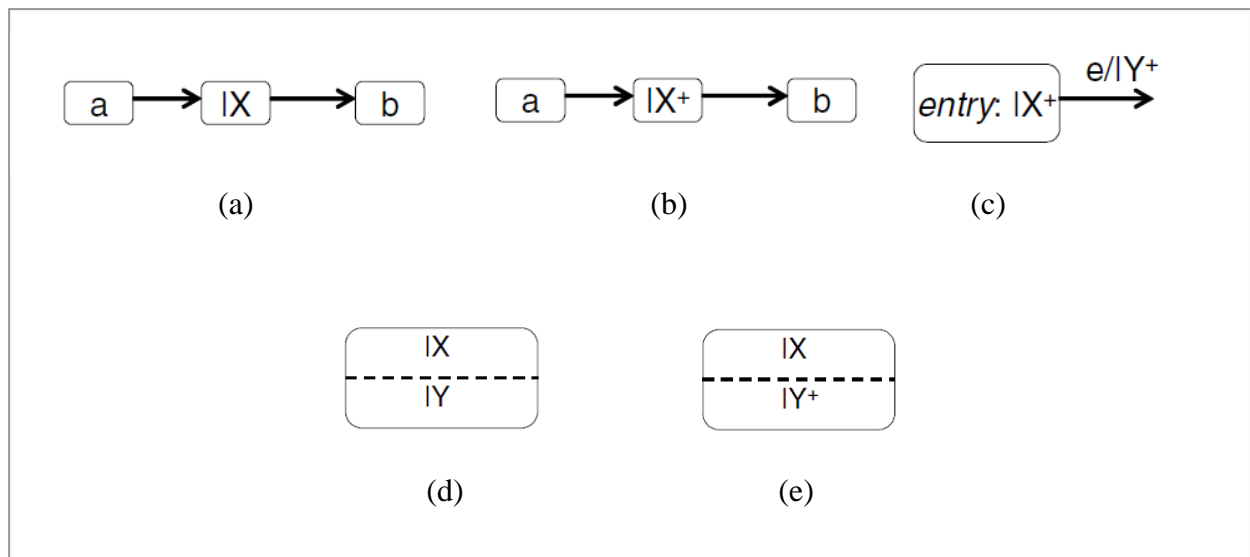 a IX b
a IX+ b
entry: IX+
e/IY+
(a) (b) (c)
IX
IY
IX
IY+
(d) (e)